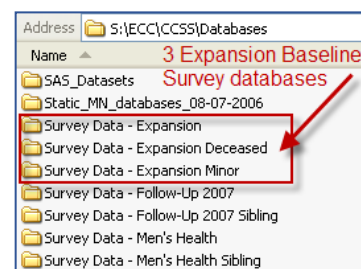 Address S:\ECC\CCSS\Databases
Name 3 Expansion Baseline
SAS_Datasets Survey databases
Static_MN_databases_08-07-2006
Survey Data - Expansion
Survey Data - Expansion Deceased
Survey Data - Expansion Minor
Survey Data - Follow-Up 2007
Survey Data - Follow-Up 2007 Sibling
Survey Data - Men's Health
Survey Data - Men's Health Sibling